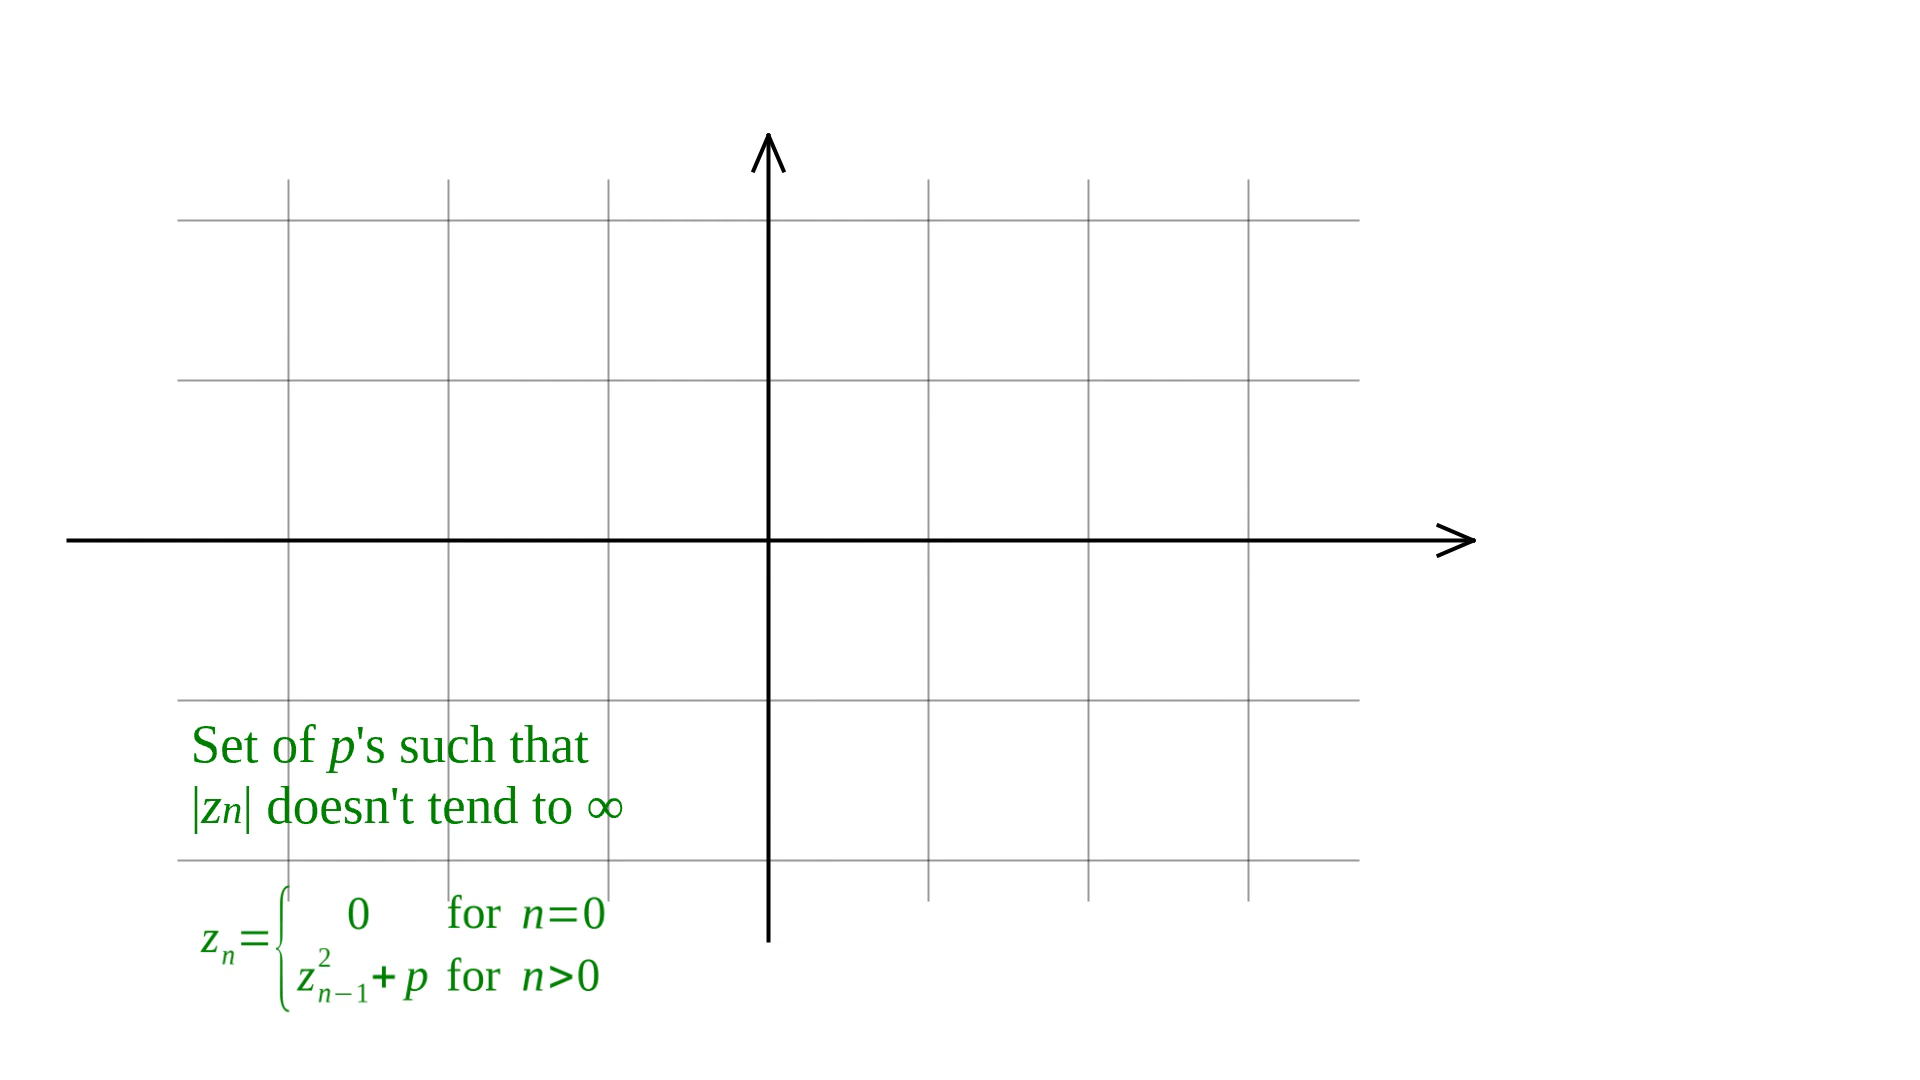 Set of p's such that
|zn| doesn't tend to ∞
0 for n=0
zₙ={
z²ₙ₋₁+p for n>0